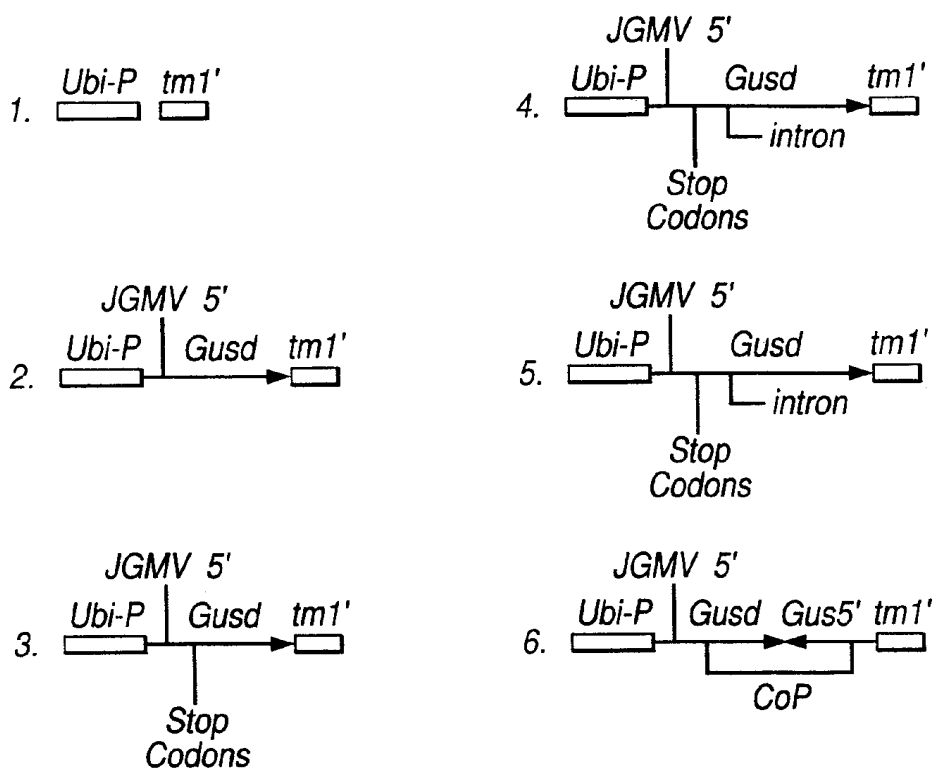 1.
Ubi-P tm1'
2.
JGMV 5'
Ubi-P Gusd tm1'
3.
JGMV 5'
Ubi-P Gusd tm1'
Stop
Codons
4.
JGMV 5'
Ubi-P Gusd tm1'
intron
Stop
Codons
5.
JGMV 5'
Ubi-P Gusd tm1'
intron
Stop
Codons
6.
JGMV 5'
Ubi-P Gusd Gus5' tm1'
CoP